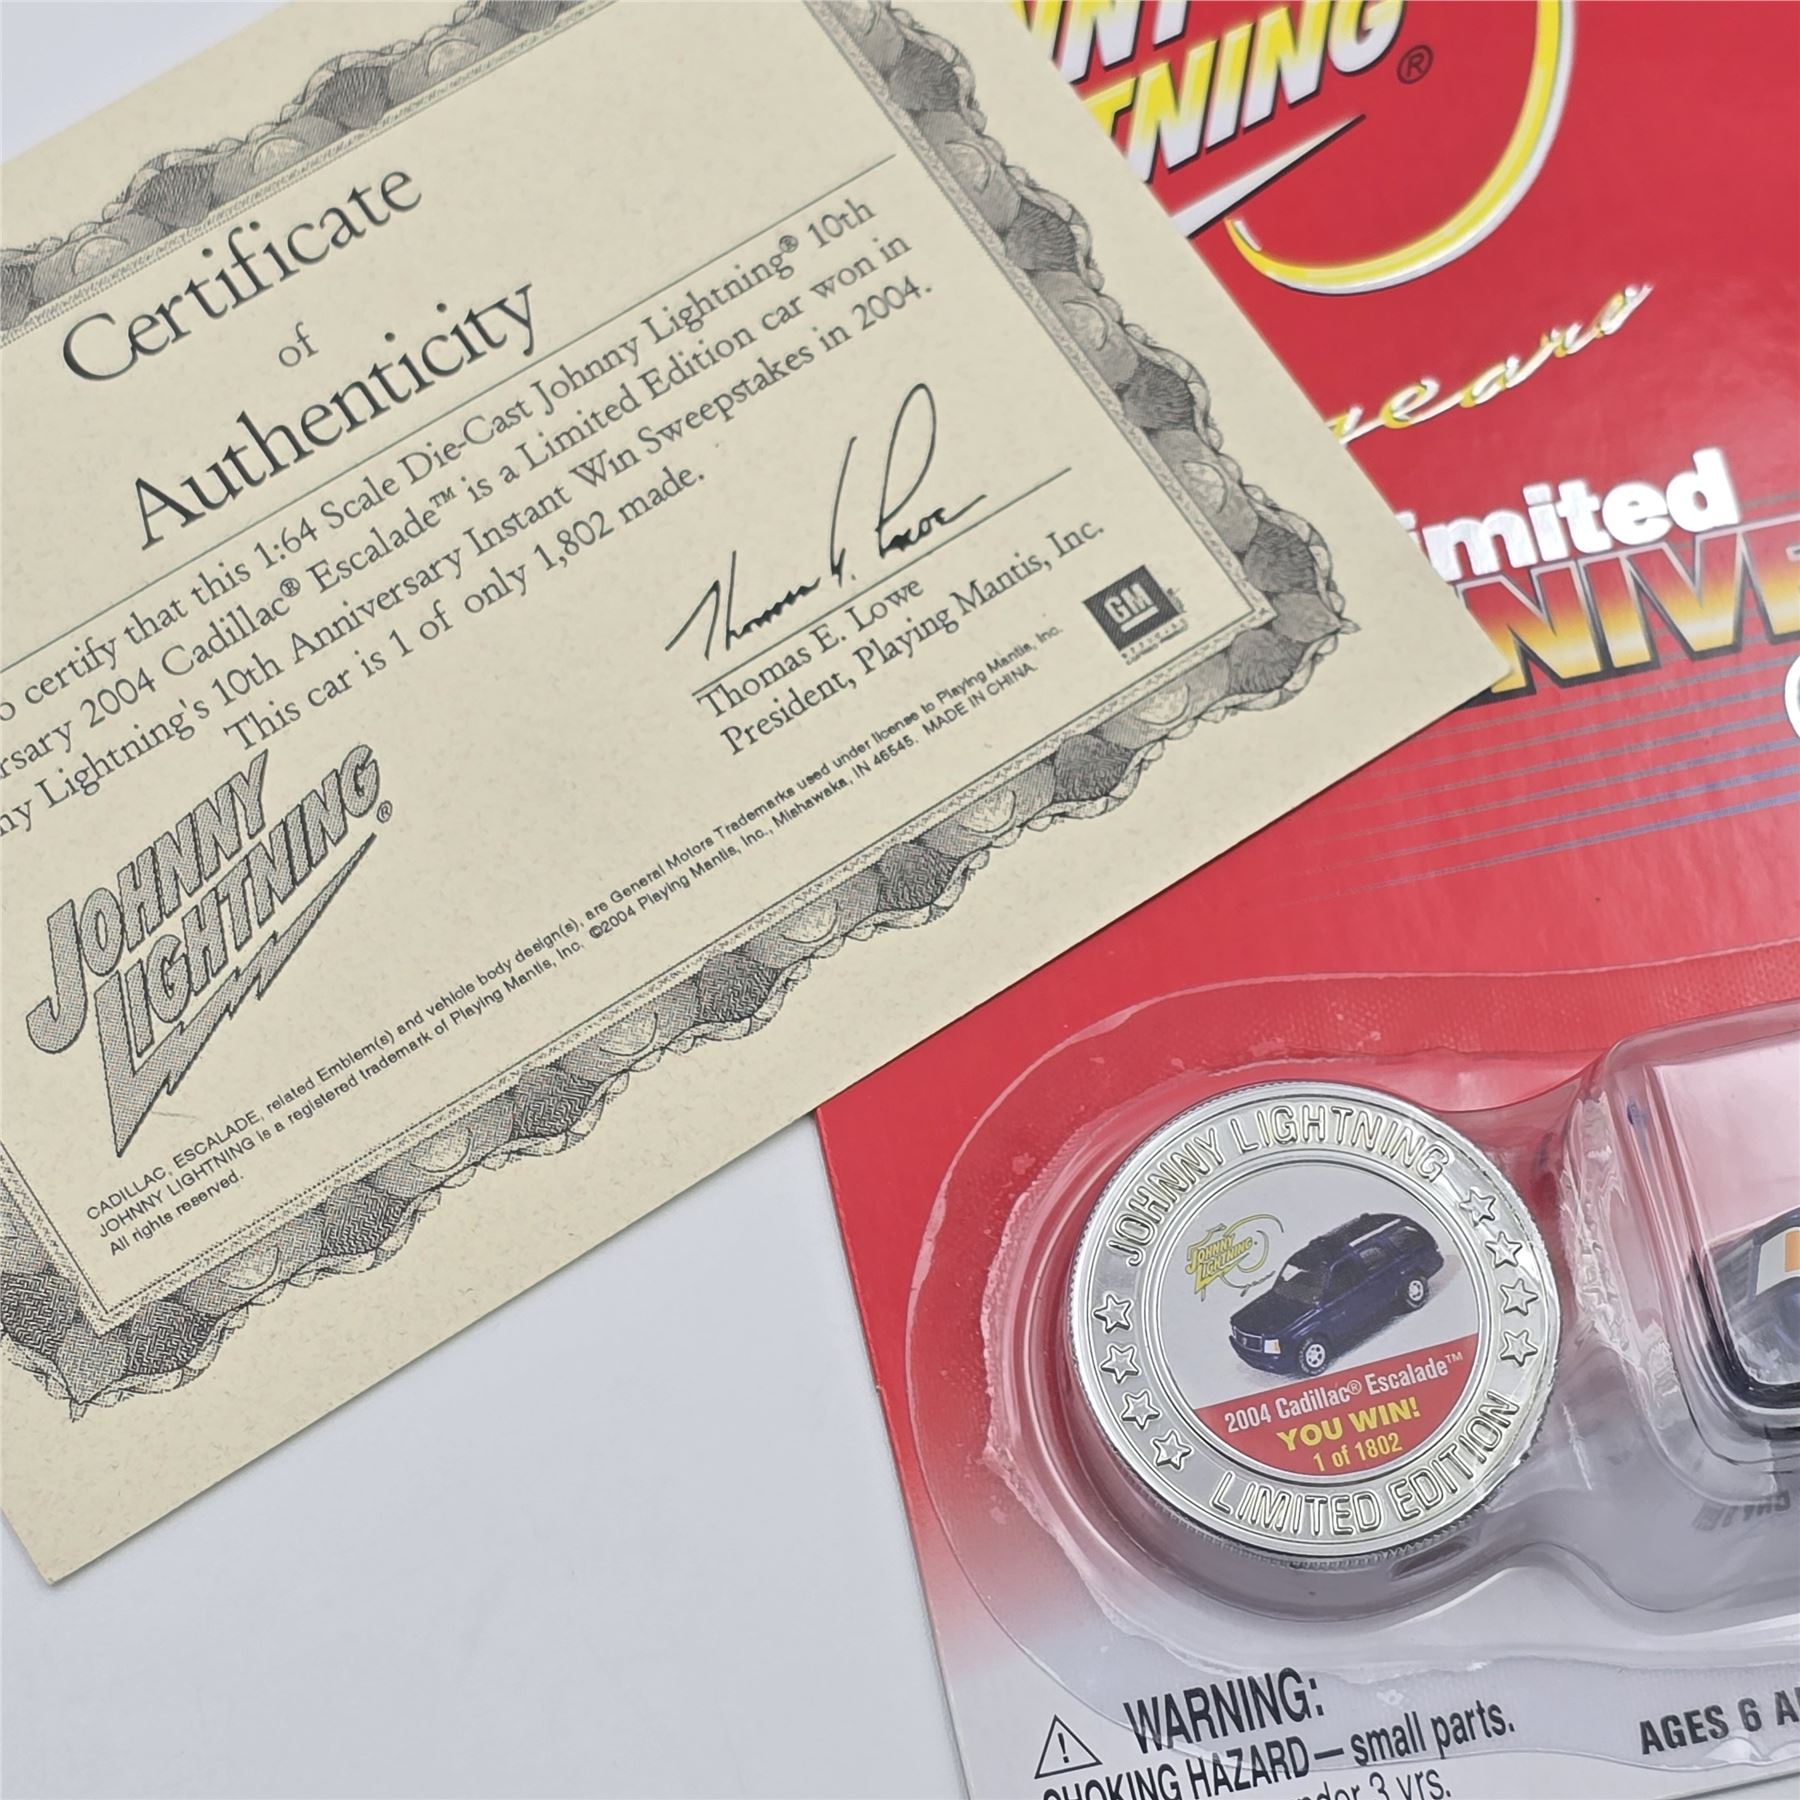 Certificate
of
Authenticity
certify that this 1:64 Scale Die-Cast Johnny Lightning® 10th
2004 Cadillac® Escalade™ is a Limited Edition car won in
Lightning's 10th Anniversary Instant Win Sweepstakes in 2004.
This car is 1 of only 1,802 made.
Thomas E. Lowe
President, Playing Mantis, Inc.
GM
JOHNNY
LIGHTNING®
CADILLAC, ESCALADE, related Emblem(s) and vehicle body design(s), are General Motors Trademarks used under license to Playing Mantis, Inc.
JOHNNY LIGHTNING is a registered trademark of Playing Mantis, Inc. ©2004 Playing Mantis, Inc., Mishawaka, IN 46545. MADE IN CHINA.
All rights reserved.
JOHNNY LIGHTNING
JOHNNY
LIGHTNING
2004 Cadillac® Escalade™
YOU WIN!
1 of 1802
LIMITED EDITION
WARNING:
CHOKING HAZARD—small parts.
3 yrs.
AGES 6